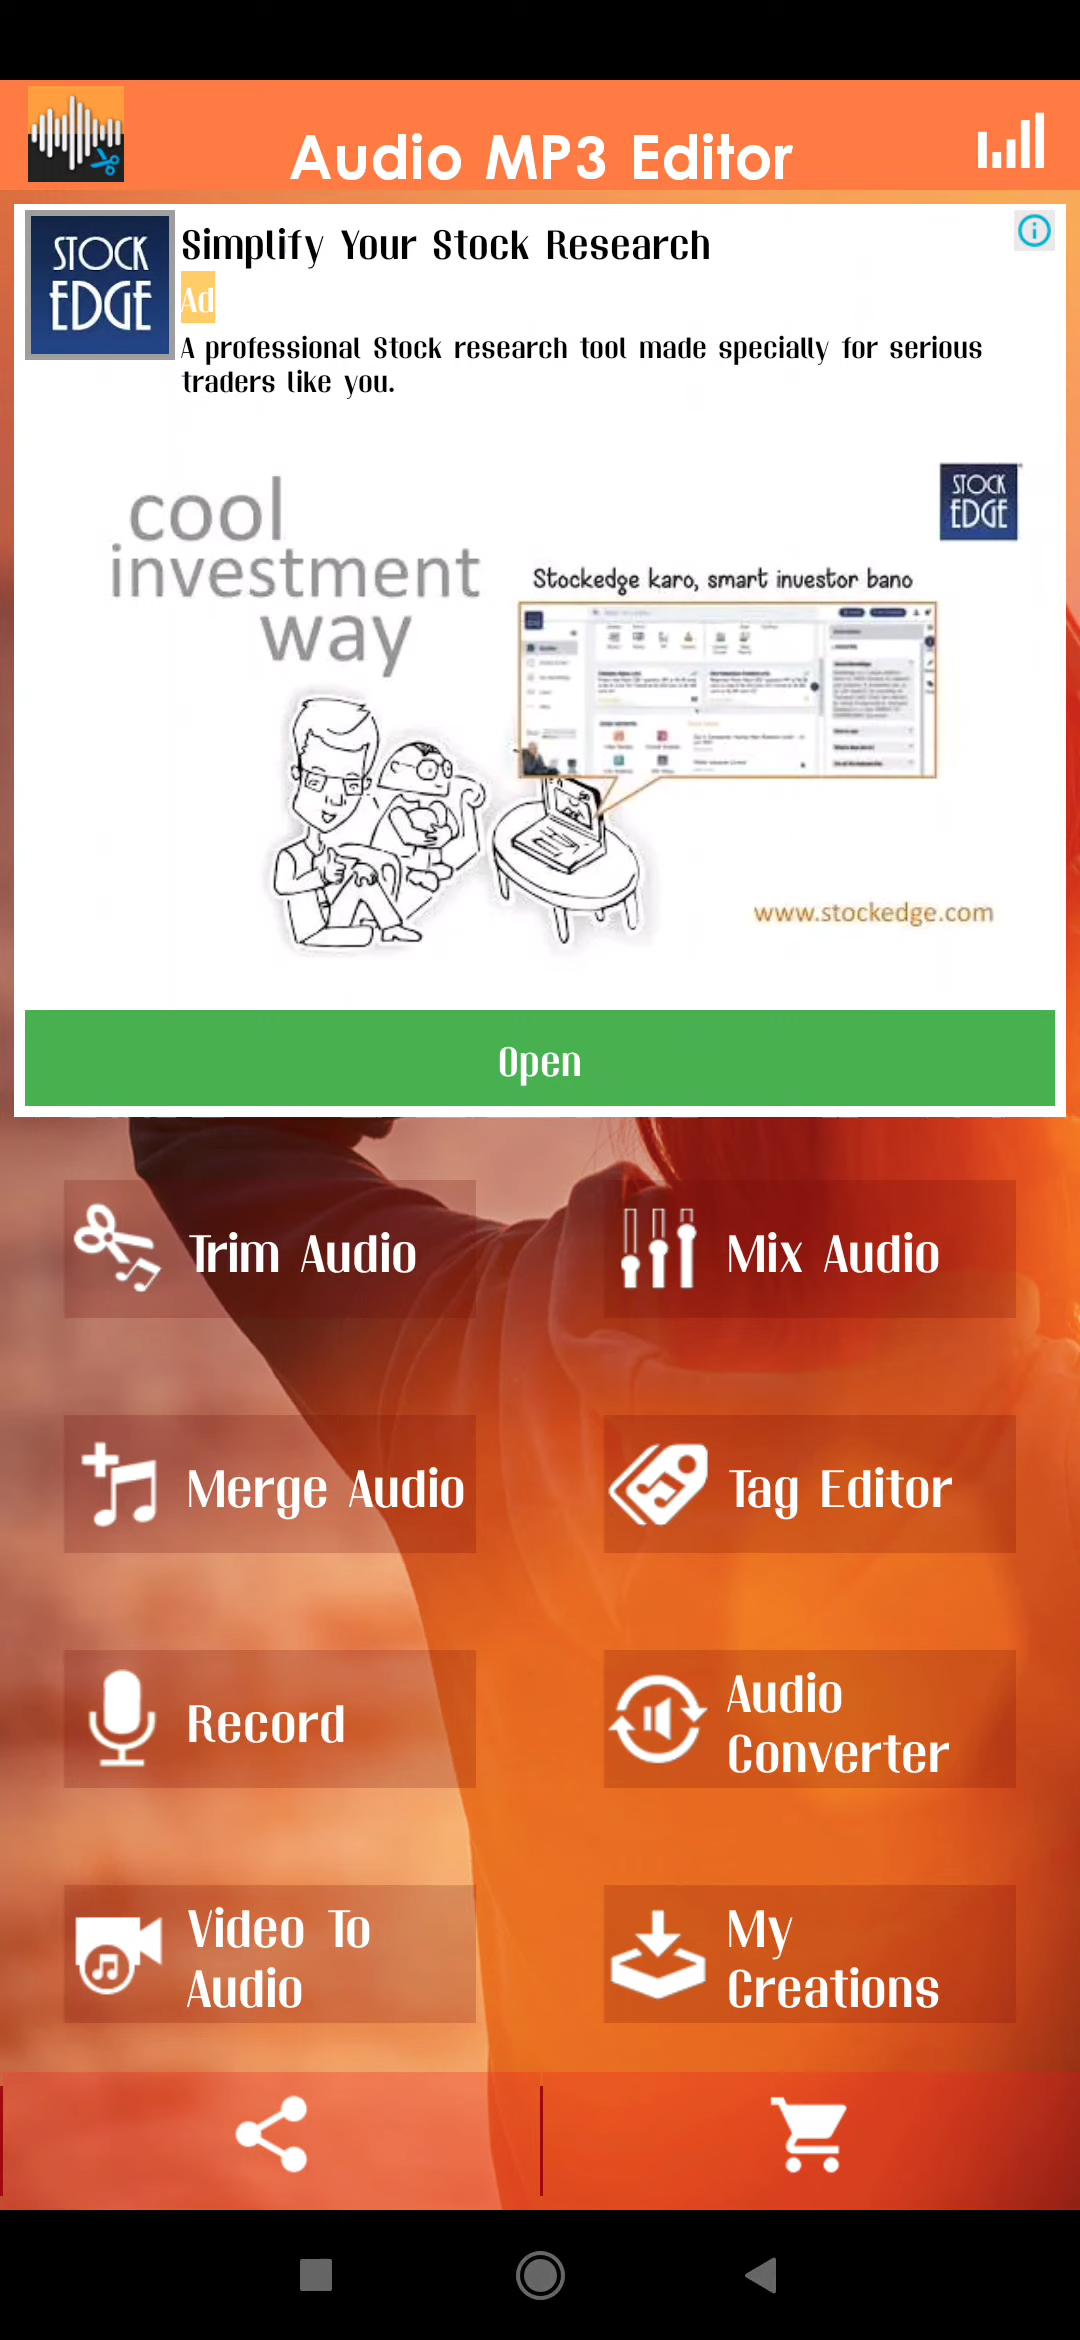 Audio MP3 Editor
STOCK
EDGE
Simplify Your Stock Research
Ad
A professional Stock research tool made specially for serious
traders like you.
cool
investment
way
STOCK
EDGE
Stockedge karo, smart investor bano
www.stockedge.com
Open
Trim Audio
Mix Audio
Merge Audio
Tag Editor
Record
Audio
Converter
Video To
Audio
My
Creations